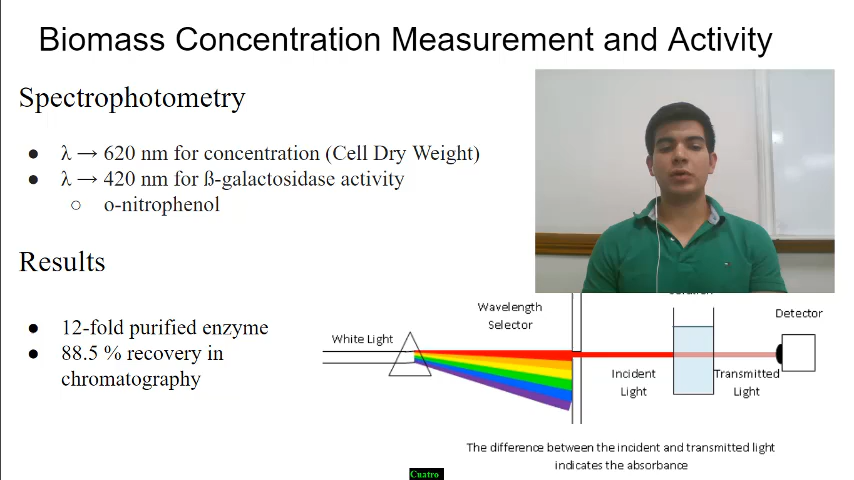 Biomass Concentration Measurement and Activity
Spectrophotometry
● λ → 620 nm for concentration (Cell Dry Weight)
● λ → 420 nm for ß-galactosidase activity
○ o-nitrophenol
Results
● 12-fold purified enzyme
● 88.5 % recovery in
chromatography
White Light
Wavelength
Selector
Incident
Light
Transmitted
Light
Detector
The difference between the incident and transmitted light
indicates the absorbance
Cuatro